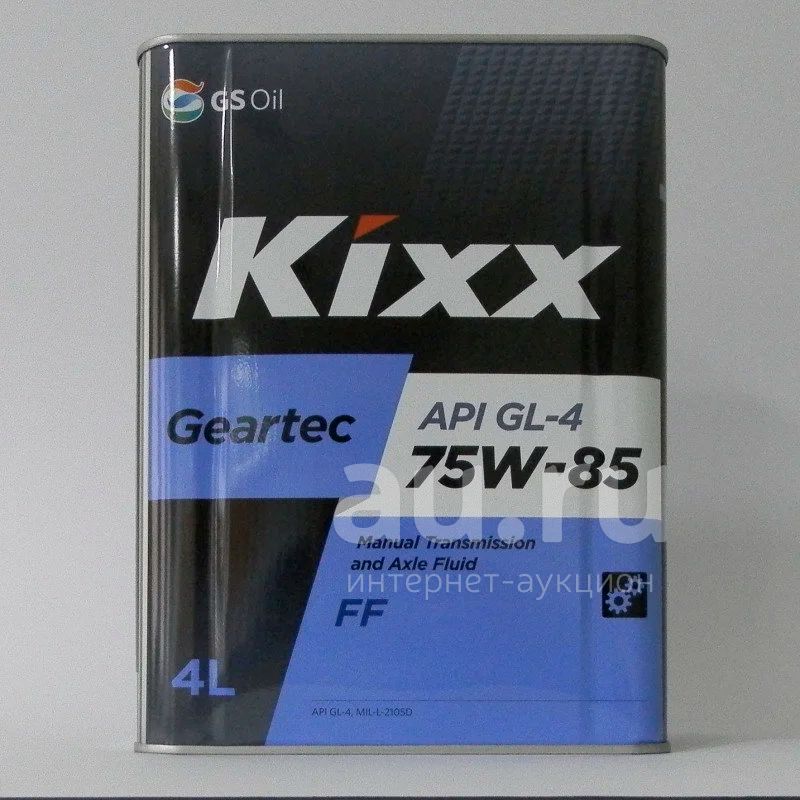 GS Oil
Kixx
Geartec
API GL-4
75W-85
au.ru
Manual Transmission
and Axle Fluid
интернет-аукцион
FF
4L
API GL-4, MIL-L-2105D